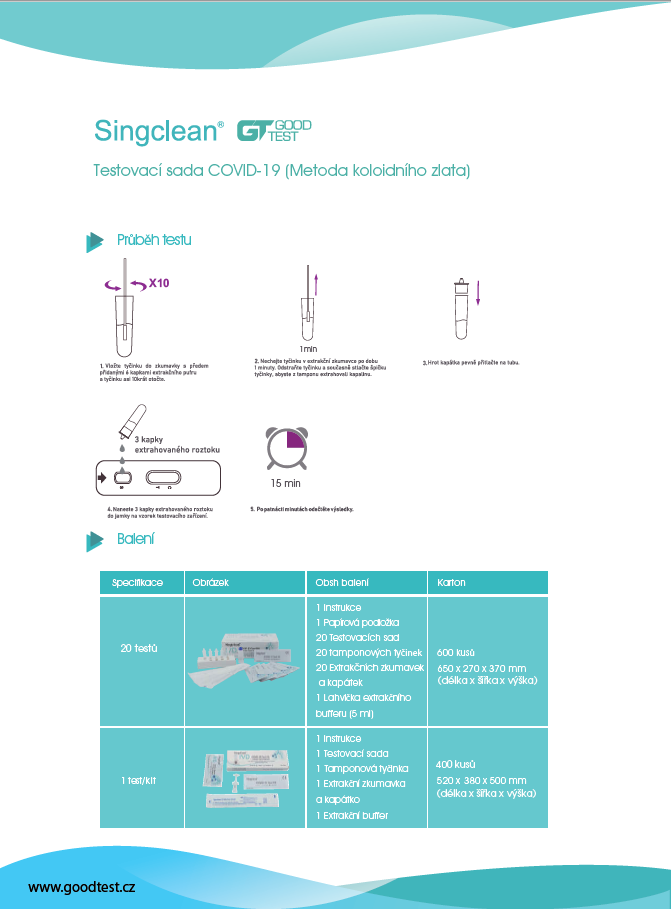 Singclean® GT GOOD TEST
Testovací sada COVID-19 (Metoda koloidního zlata)
Průběh testu
X10
1. Vložte tyčinku do zkumavky s předem
přidanými 6 kapkami extrakčního pufru
a tyčinku asi 10krát otočte.
1min
2. Nechejte tyčinku v extrakční zkumavce po dobu
1 minuty. Odstraňte tyčinku a současně stlačte špičku
tyčinky, abyste z tamponu extrahovali kapalinu.
3. Hrot kapátka pevně přitlačte na tubu.
3 kapky
extrahovaného roztoku
S
T
C
4. Naneste 3 kapky extrahovaného roztoku
do jamky na vzorek testovacího zařízení.
15 min
5. Po patnácti minutách odečtěte výsledky.
Balení
Specifikace
Obrázek
Obsh balení
Karton
20 testů
1 Instrukce
1 Papírová podložka
20 Testovacích sad
20 tamponových tyčinek
20 Extrakčních zkumavek
a kapátek
1 Lahvička extrakčního
bufferu (5 ml)
600 kusů
650 x 270 x 370 mm
(délka x šířka x výška)
1 test/kit
1 Instrukce
1 Testovací sada
1 Tamponová tyčinka
1 Extrakční zkumavka
a kapátko
1 Extrakční buffer
400 kusů
520 x 380 x 500 mm
(délka x šířka x výška)
www.goodtest.cz